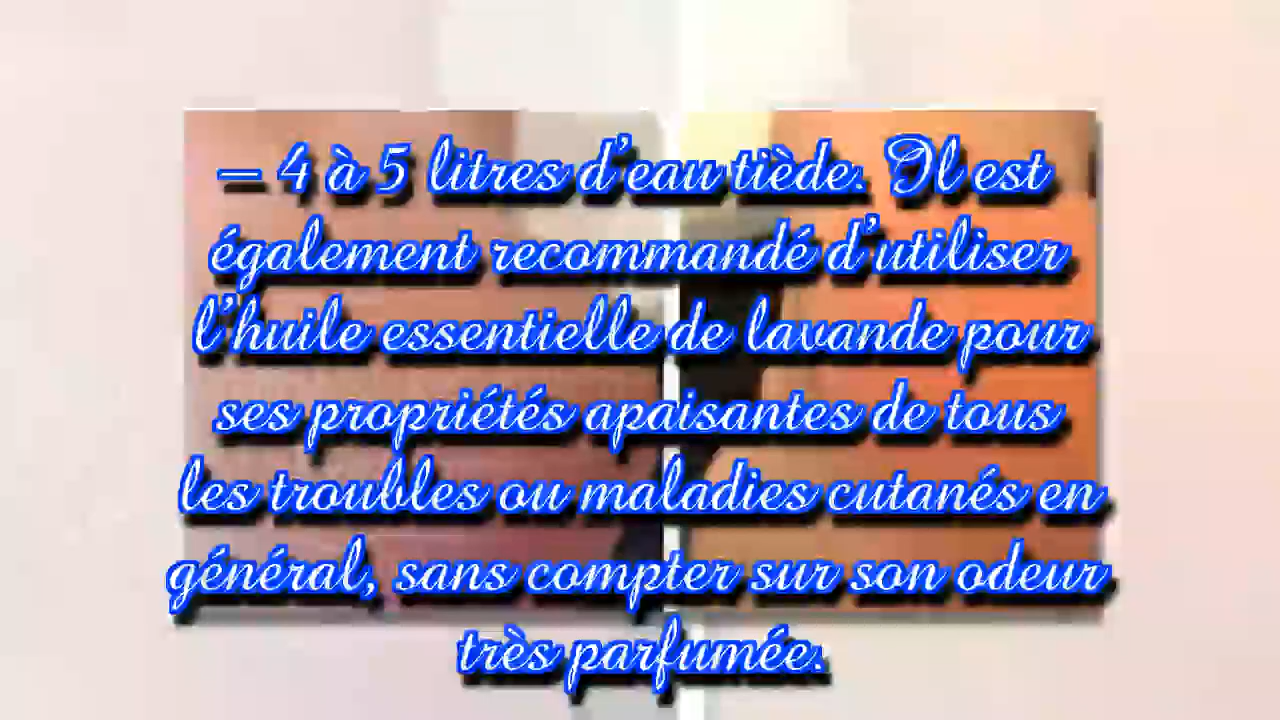 – 4 à 5 litres d’eau tiède. Il est
également recommandé d’utiliser
l’huile essentielle de lavande pour
ses propriétés apaisantes de tous
les troubles ou maladies cutanés en
général, sans compter sur son odeur
très parfumée.